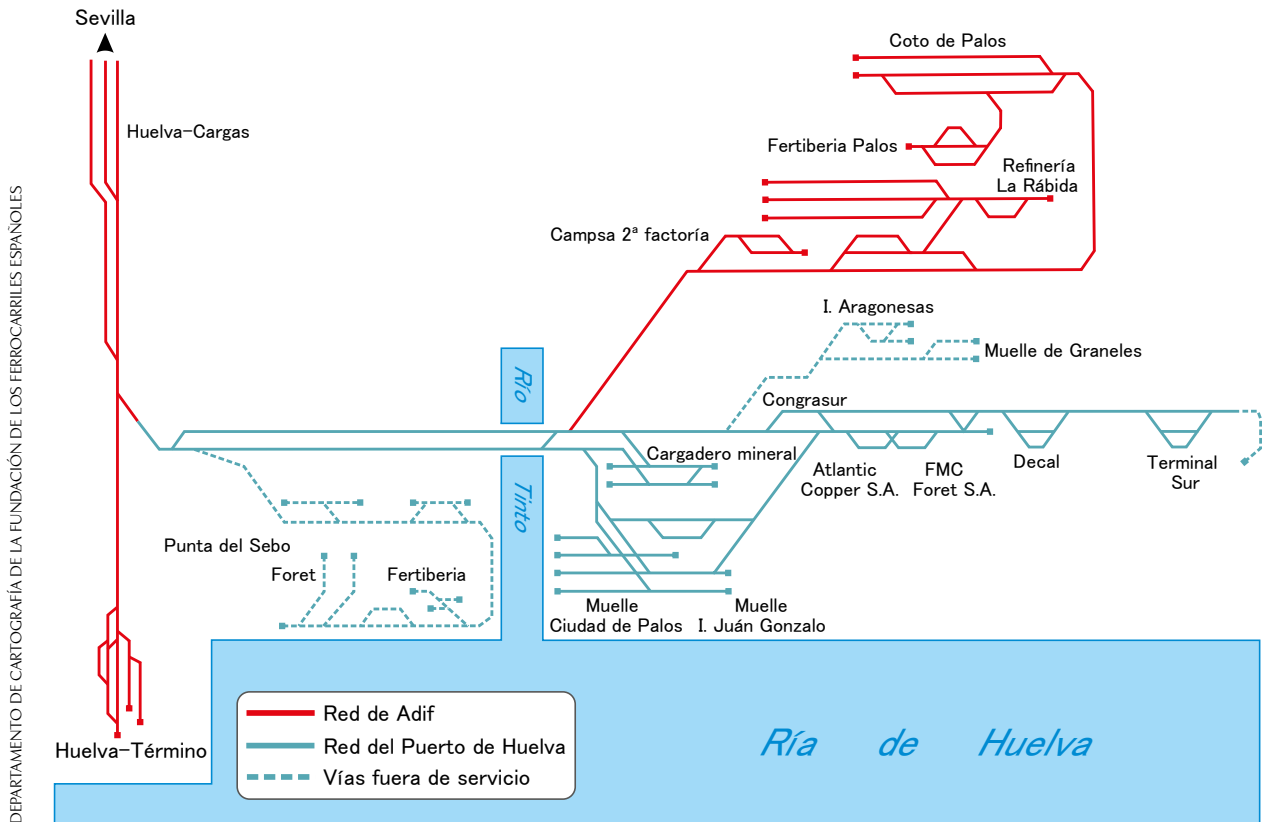 Sevilla
Huelva-Cargas
Coto de Palos
Fertiberia Palos
Refinería
La Rábida
Campsa 2ª factoría
I. Aragonesas
Muelle de Graneles
Río
Tinto
Congrasur
Cargadero mineral
Atlantic
Copper S.A.
FMC
Foret S.A.
Decal
Terminal
Sur
Punta del Sebo
Foret
Fertiberia
Muelle
Ciudad de Palos
Muelle
I. Juán Gonzalo
Huelva-Término
Red de Adif
Red del Puerto de Huelva
Vías fuera de servicio
Ría de Huelva
DEPARTAMENTO DE CARTOGRAFÍA DE LA FUNDACIÓN DE LOS FERROCARRILES ESPAÑOLES